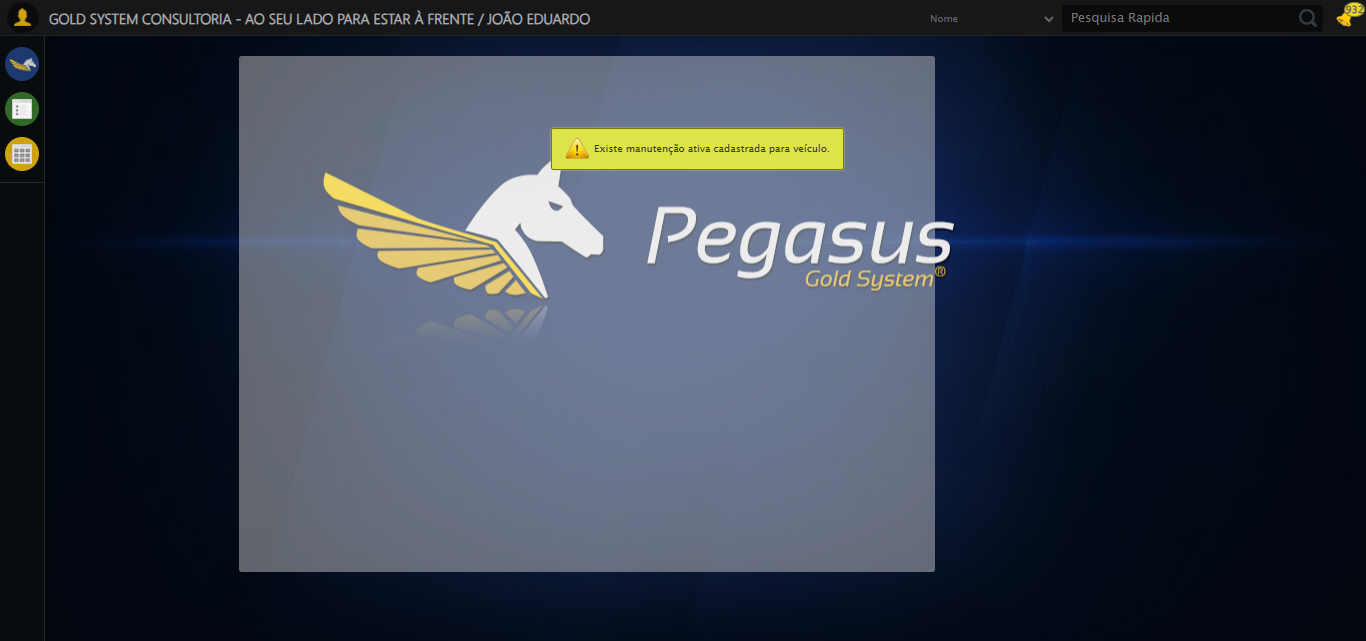 GOLD SYSTEM CONSULTORIA - AO SEU LADO PARA ESTAR À FRENTE / JOÃO EDUARDO
Nome
Pesquisa Rapida
932
Existe manutenção ativa cadastrada para veículo.
Pegasus
Gold System®